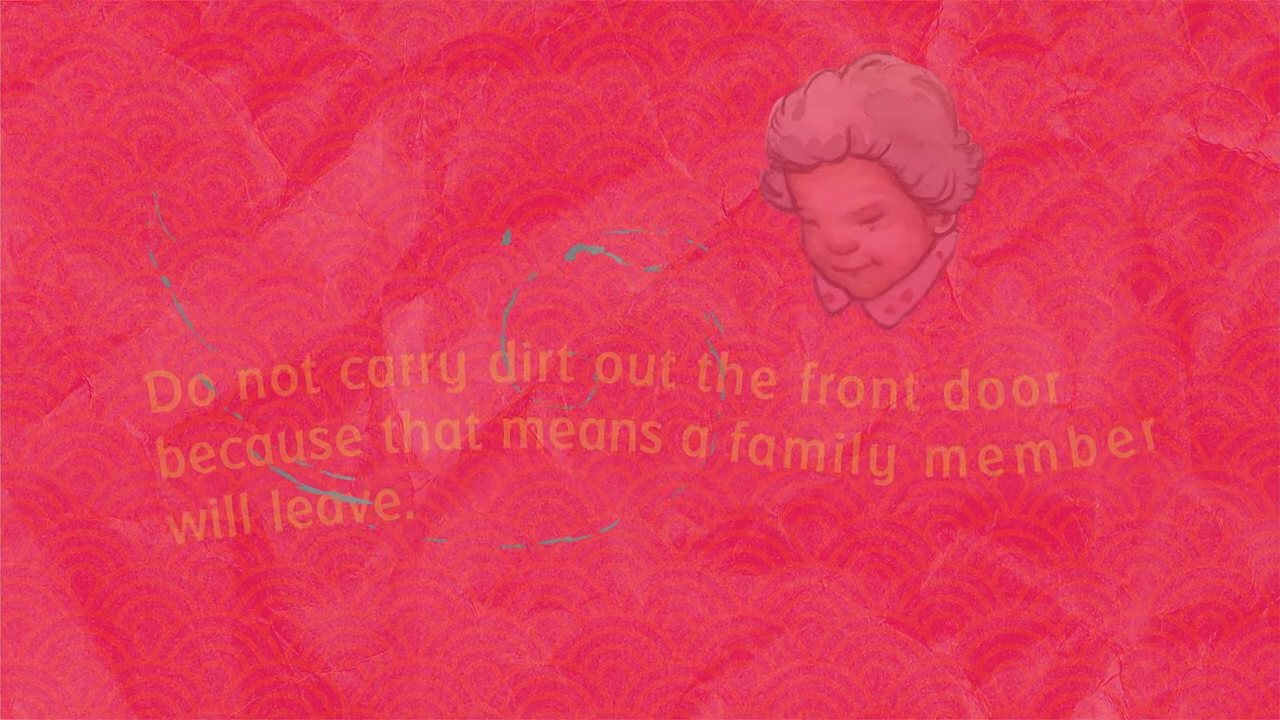 Do not carry dirt out the front door
because that means a family member
will leave.